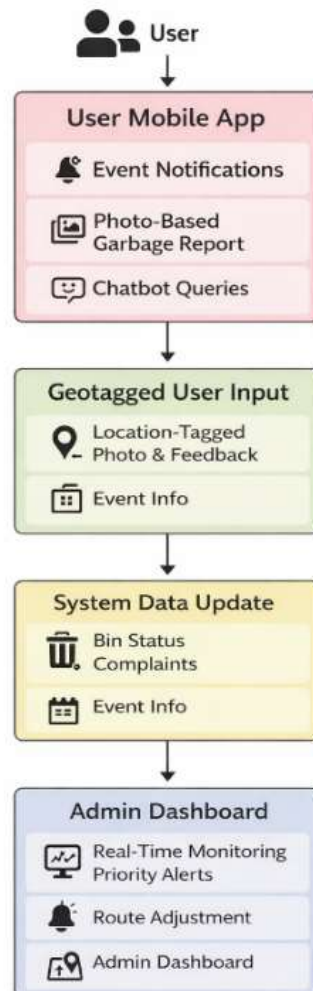 User
User Mobile App
Event Notifications
Photo-Based
Garbage Report
Chatbot Queries
Geotagged User Input
Location-Tagged
Photo & Feedback
Event Info
System Data Update
Bin Status
Complaints
Event Info
Admin Dashboard
Real-Time Monitoring
Priority Alerts
Route Adjustment
Admin Dashboard